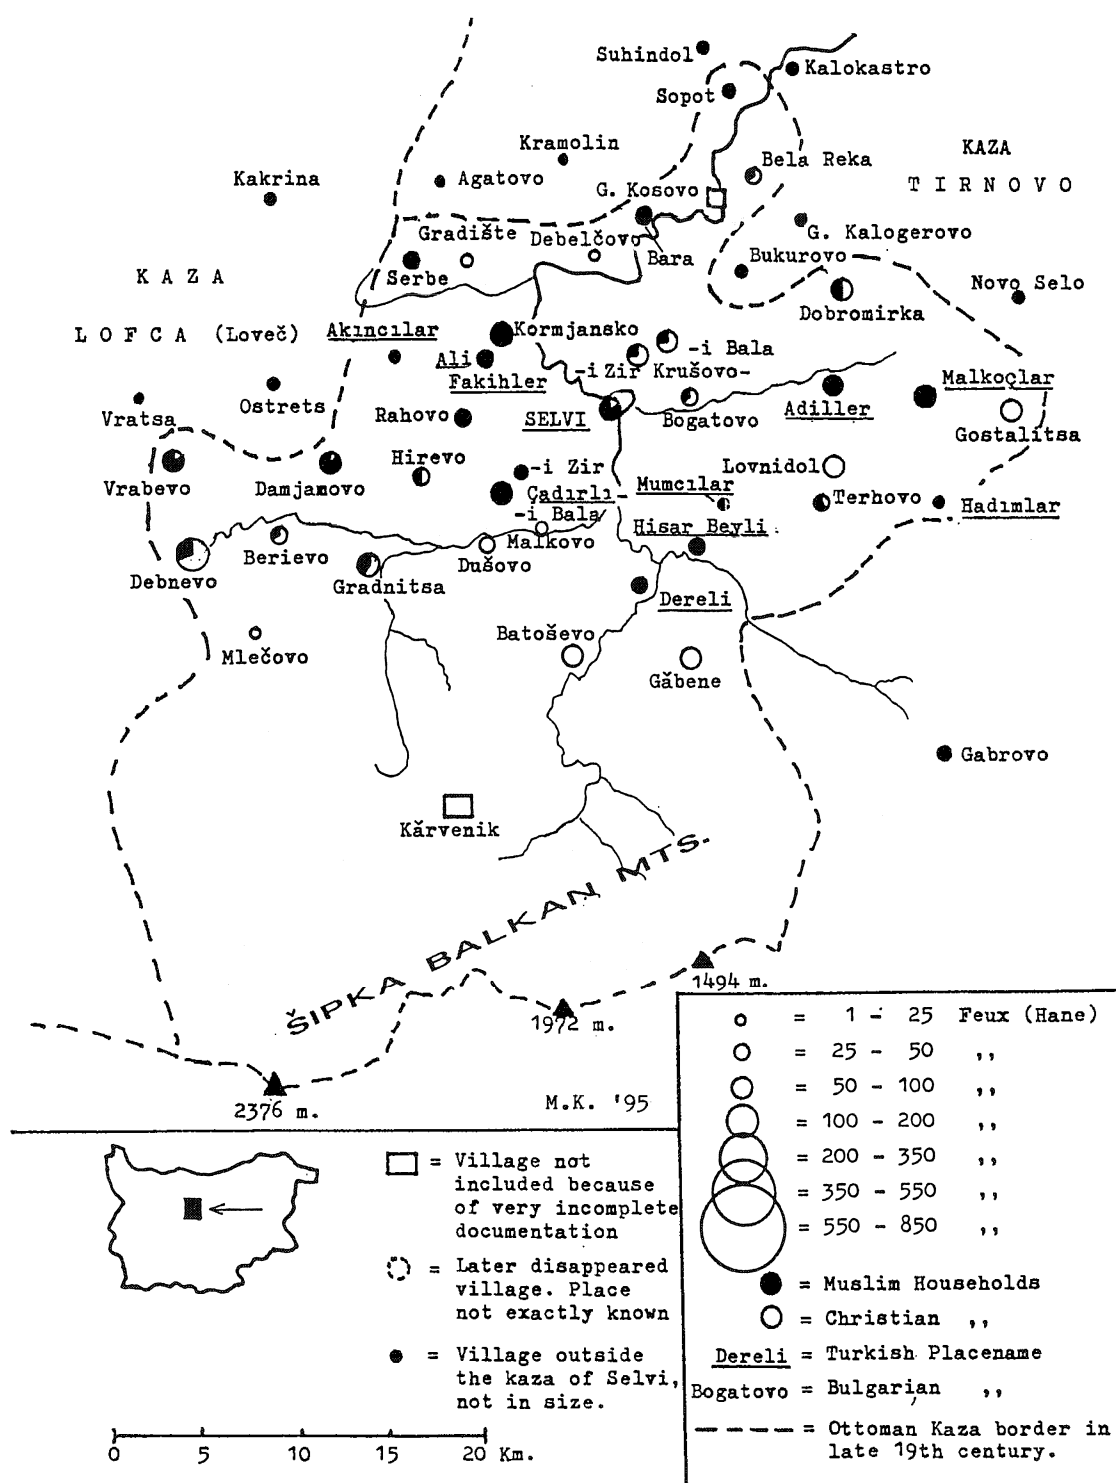 Suhindol
Kalokastro
Sopot
Kramolin
Bela Reka
KAZA
TIRNOVO
Kakrina
Agatovo
G. Kosovo
Gradište
Debelčovo
G. Kalogerovo
Bara
Bukurovo
KAZA
Serbe
Novo Selo
Dobromirka
LOFCA (Loveč)
Akıncılar
Kormjansko
-i Bala
Ali
Fakihler
-i Zir Krušovo-
Malkoçlar
Vratsa
Ostrets
Rahovo
SELVI
Bogatovo
Adiller
Gostalitsa
Hirevo
-i Zir
Lovnidol
Vrabevo
Damjanovo
Çadırlı
Mumcılar
Terhovo
Hadımlar
-i Bala
Hisar Beyli
Berievo
Malkovo
Debnevo
Gradnitsa
Dušovo
Dereli
Batoševo
Mlečovo
Găbene
Gabrovo
Kărvenik
ŠIPKA BALKAN MTS.
1494 m.
1972 m.
2376 m.
M.K. '95
= 1 - 25 Feux (Hane)
= 25 - 50 ,,
= 50 - 100 ,,
= 100 - 200 ,,
= 200 - 350 ,,
= 350 - 550 ,,
= 550 - 850 ,,
= Muslim Households
= Christian ,,
Dereli = Turkish Placename
Bogatovo = Bulgarian ,,
= Ottoman Kaza border in
late 19th century.
= Village not
included because
of very incomplete
documentation
= Later disappeared
village. Place
not exactly known
= Village outside
the kaza of Selvi,
not in size.
0 5 10 15 20 Km.